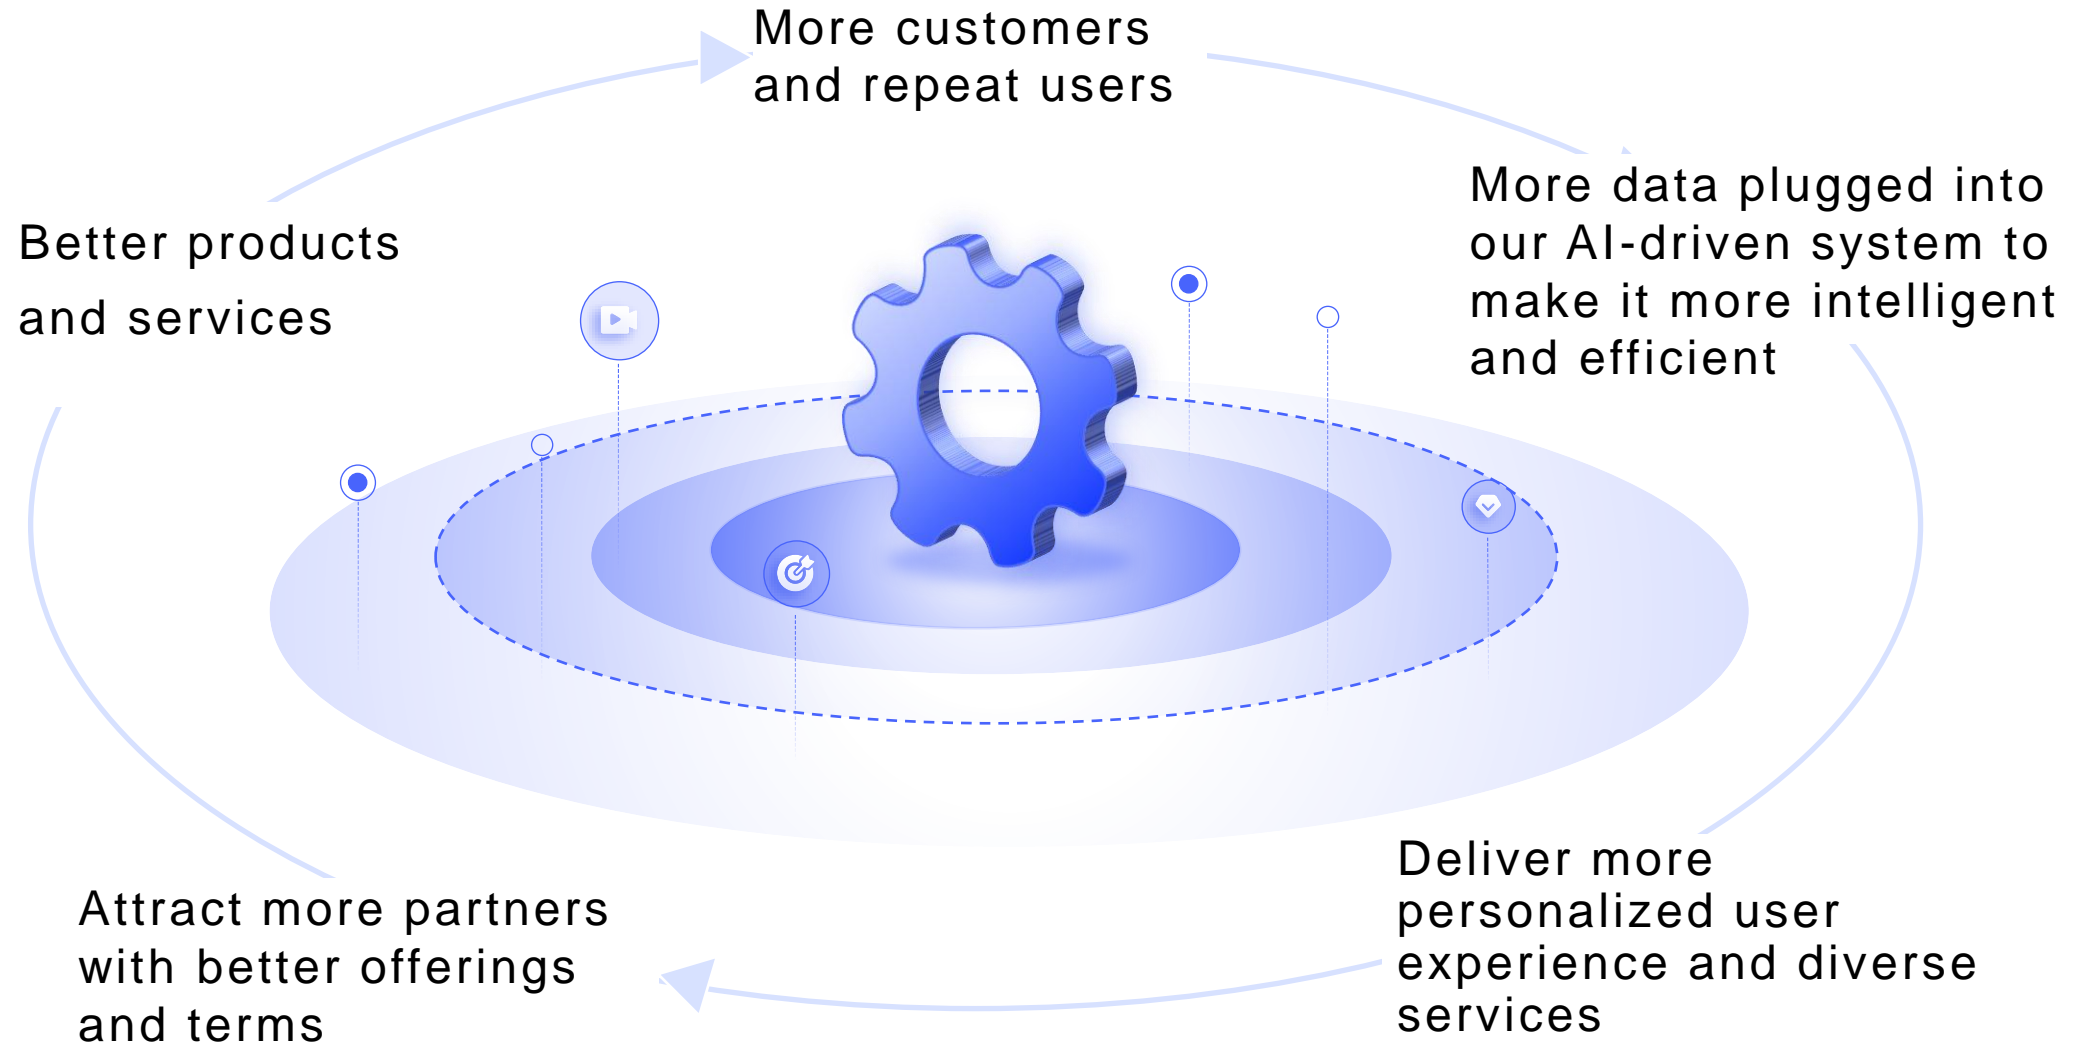 More customers
and repeat users
More data plugged into
our AI-driven system to
make it more intelligent
and efficient
Deliver more
personalized user
experience and diverse
services
Attract more partners
with better offerings
and terms
Better products
and services